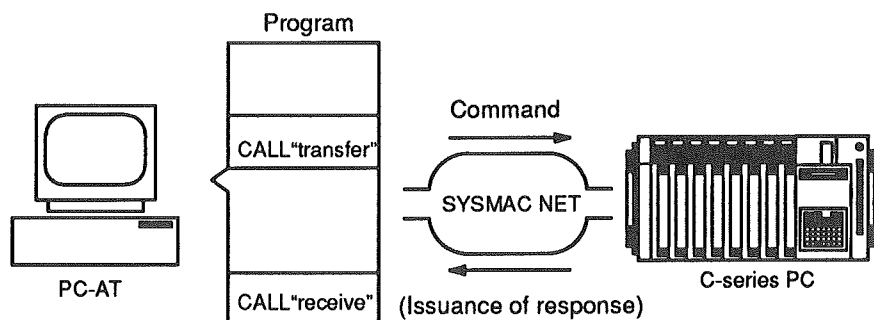 Program
Command
CALL"transfer"
SYSMAC NET
PC-AT
C-series PC
CALL"receive"
(Issuance of response)